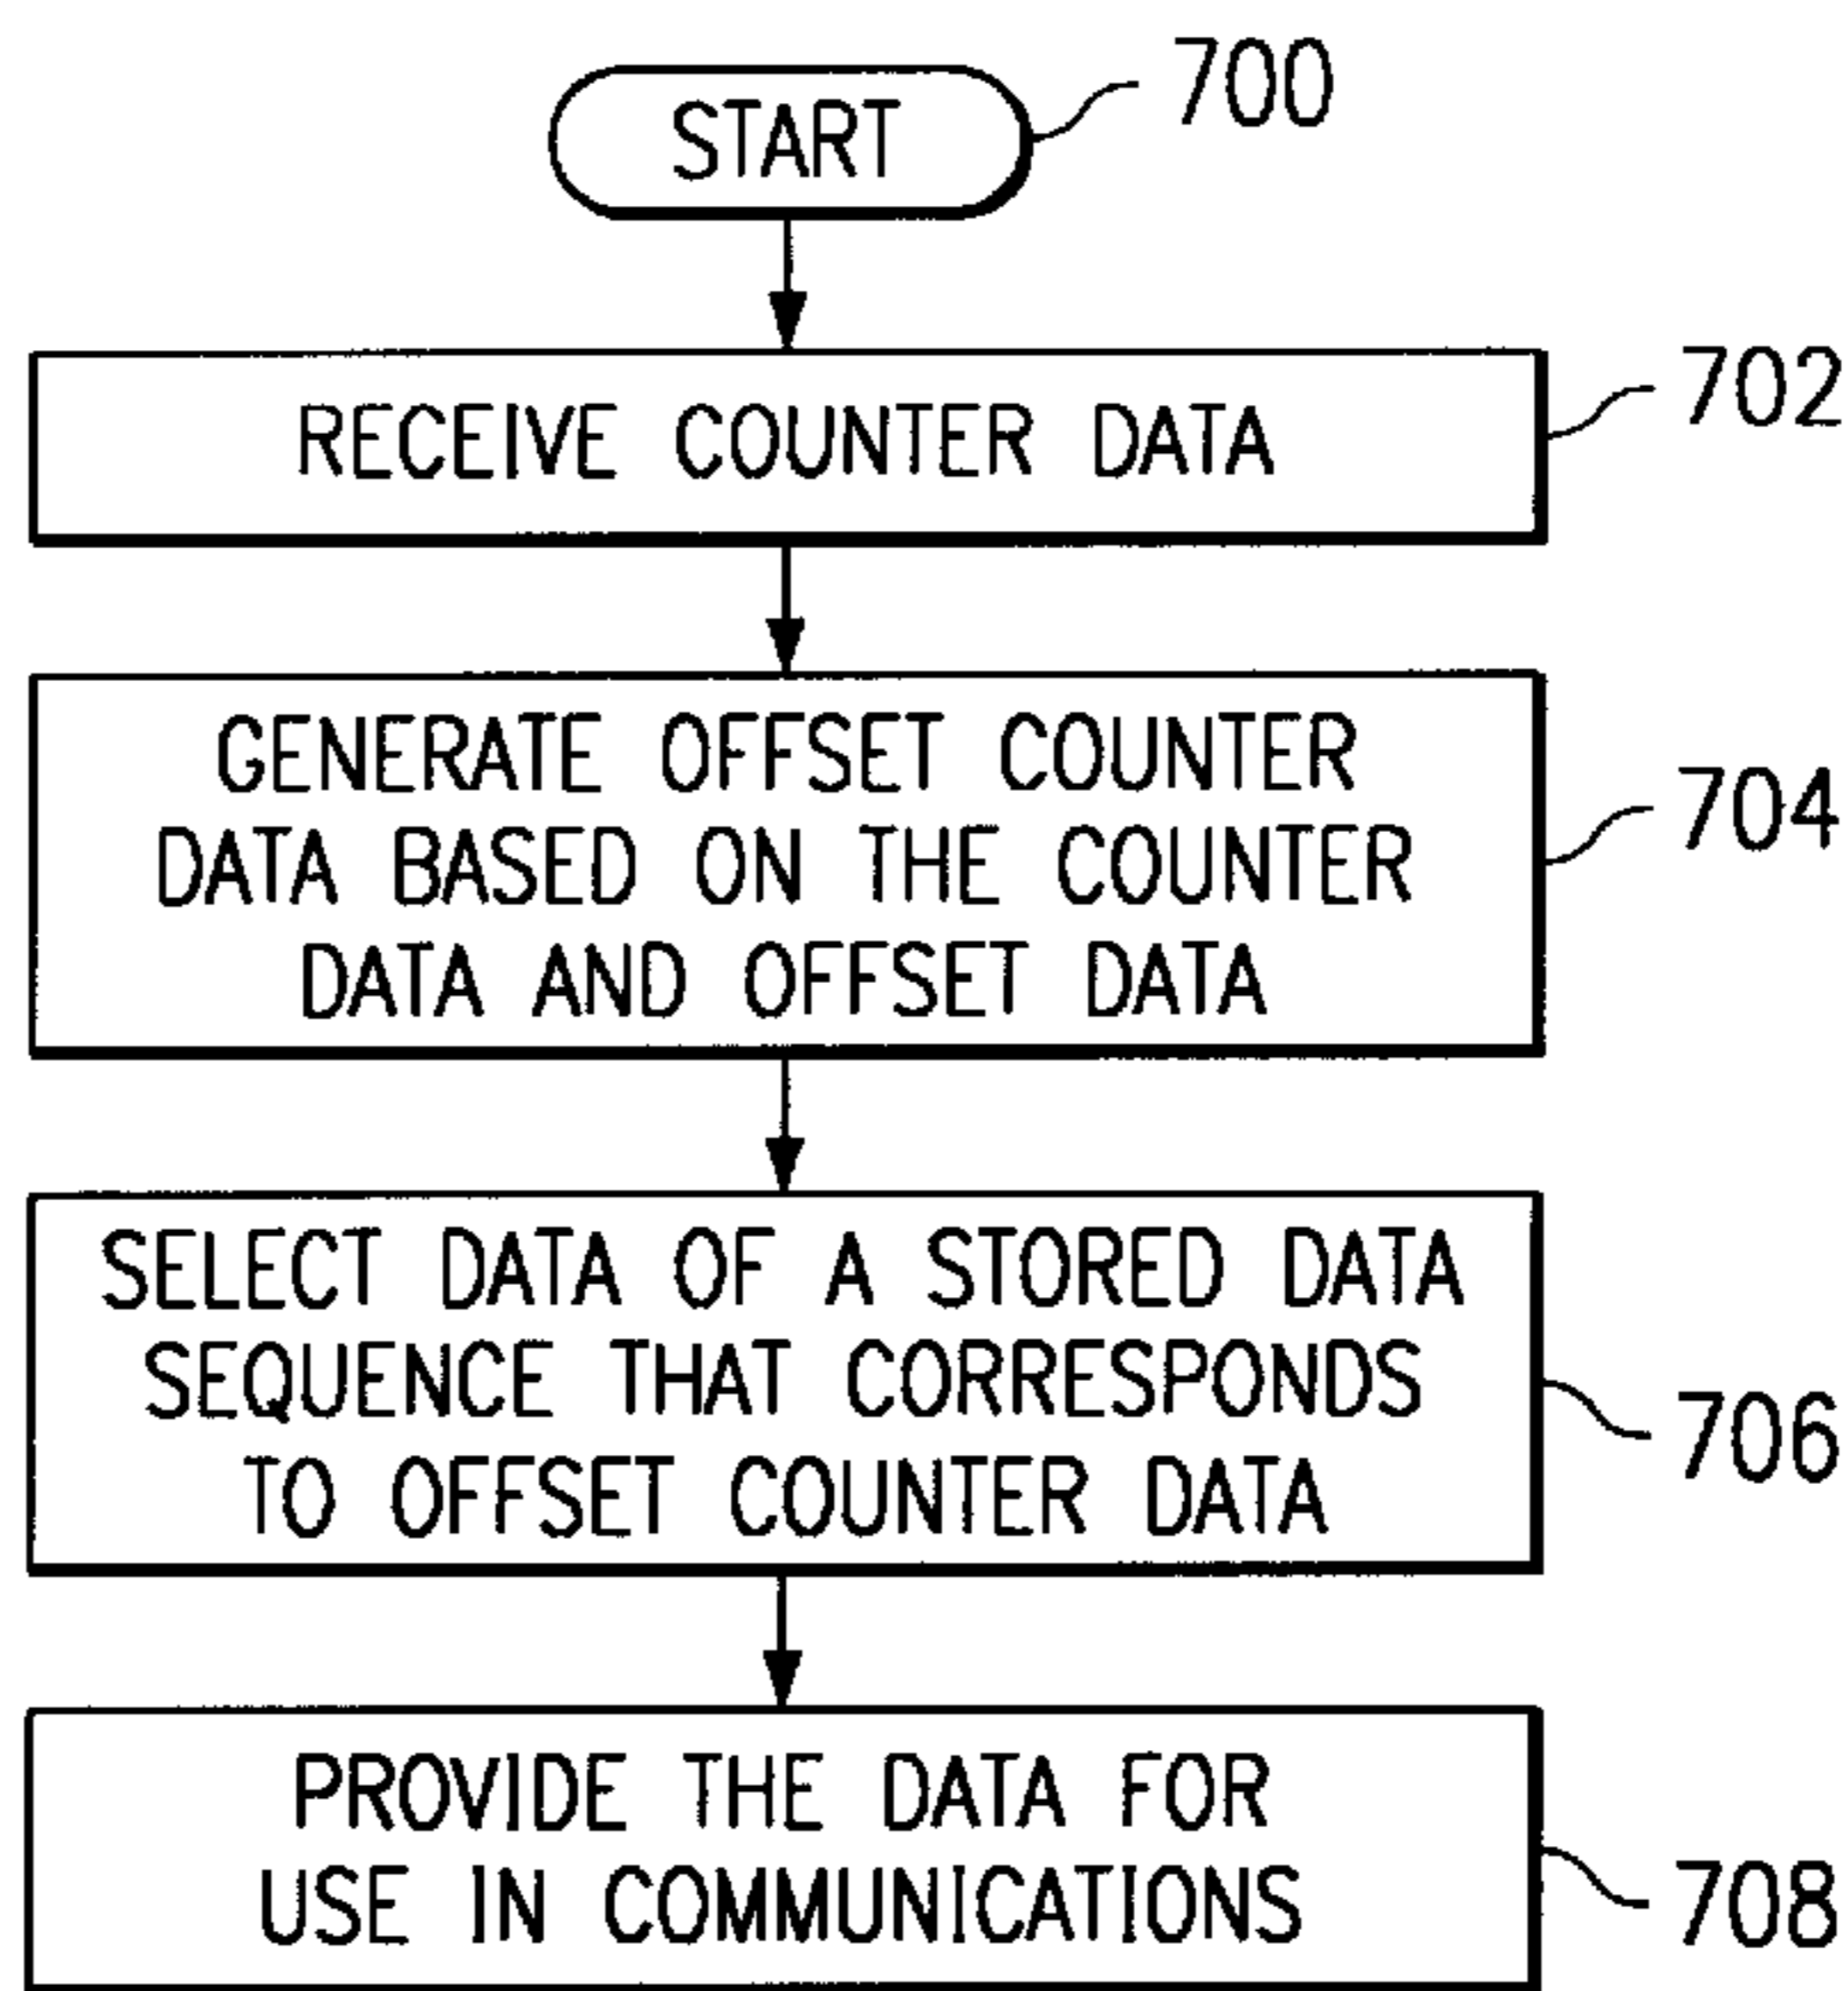 START
700
RECEIVE COUNTER DATA
702
GENERATE OFFSET COUNTER
DATA BASED ON THE COUNTER
DATA AND OFFSET DATA
704
SELECT DATA OF A STORED DATA
SEQUENCE THAT CORRESPONDS
TO OFFSET COUNTER DATA
706
PROVIDE THE DATA FOR
USE IN COMMUNICATIONS
708